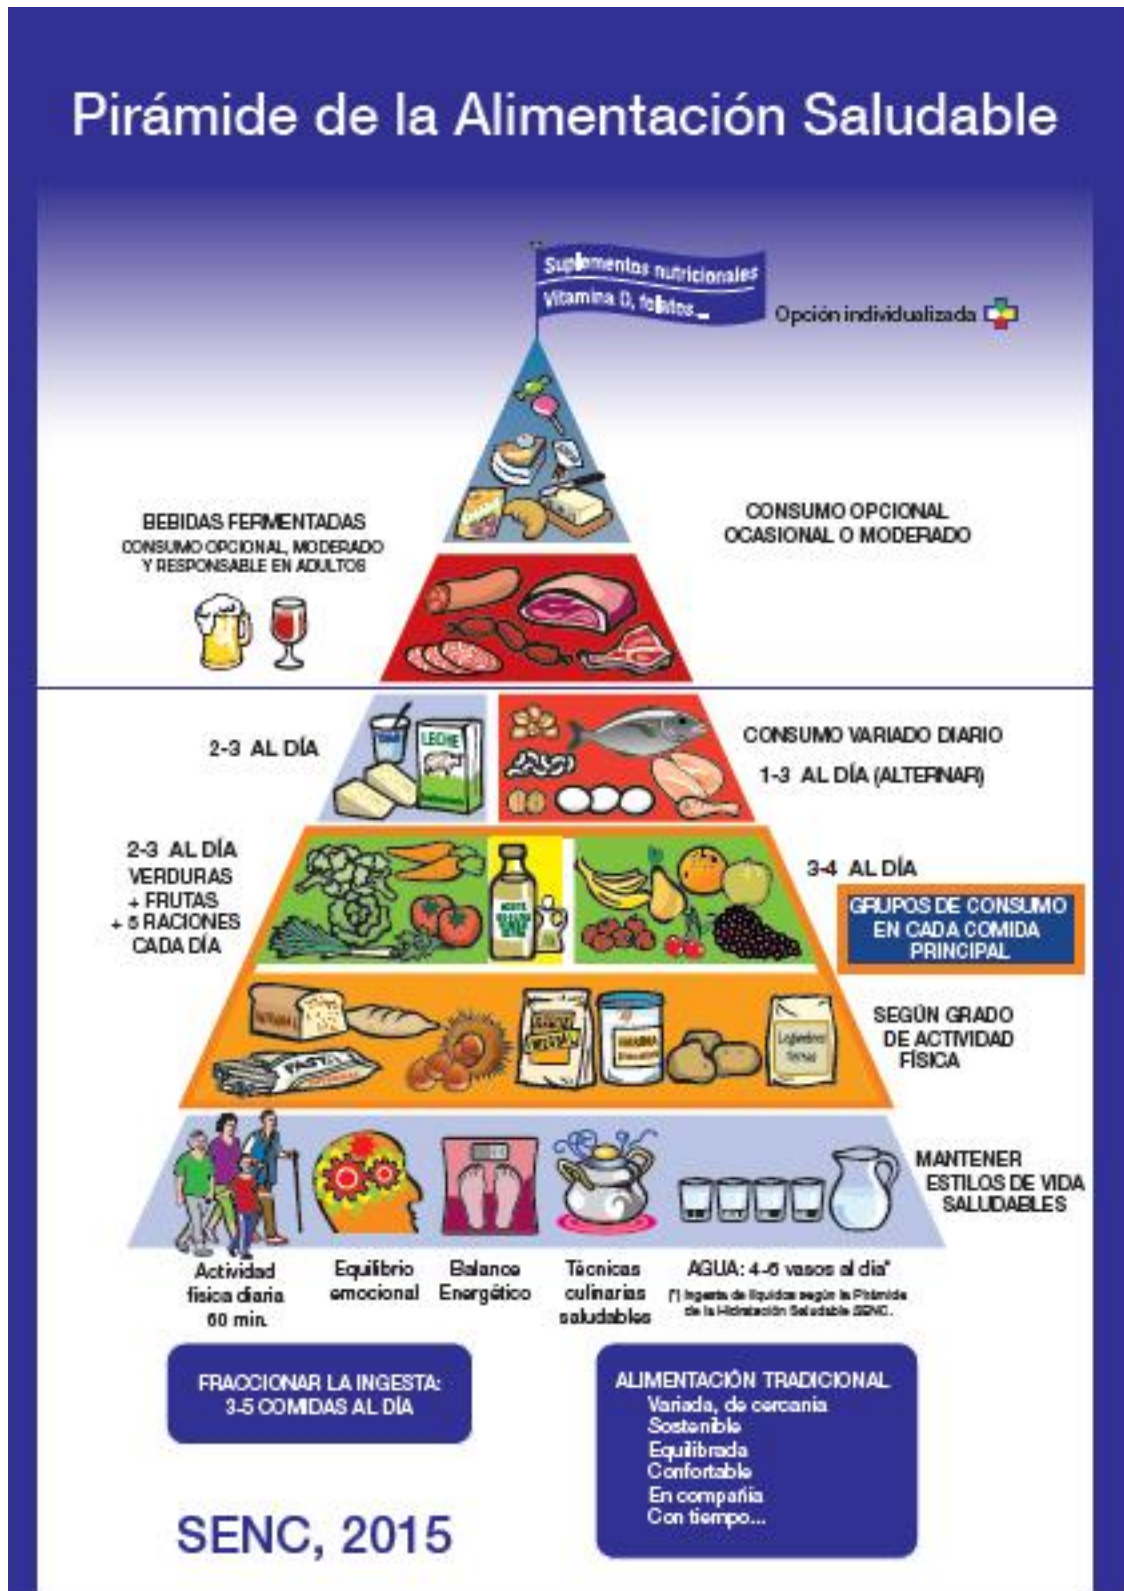 Pirámide de la Alimentación Saludable
Suplementos nutricionales
Vitamina D, folatos...
Opción individualizada
BEBIDAS FERMENTADAS
CONSUMO OPCIONAL, MODERADO
Y RESPONSABLE EN ADULTOS
CONSUMO OPCIONAL
OCASIONAL O MODERADO
2-3 AL DÍA
LECHE
CONSUMO VARIADO DIARIO
1-3 AL DÍA (ALTERNAR)
2-3 AL DÍA
VERDURAS
+ FRUTAS
+ 5 RACIONES
CADA DÍA
ACEITE
3-4 AL DÍA
GRUPOS DE CONSUMO
EN CADA COMIDA
PRINCIPAL
INTEGRAL
PASTA
HARINA
Legumbres
tiernas
SEGÚN GRADO
DE ACTIVIDAD
FÍSICA
MANTENER
ESTILOS DE VIDA
SALUDABLES
Actividad
física diaria
60 min.
Equilibrio
emocional
Balance
Energético
Técnicas
culinarias
saludables
AGUA: 4-6 vasos al día*
(*) Ingesta de líquidos según la Pirámide
de la Hidratación Saludable SENC.
FRACCIONAR LA INGESTA:
3-5 COMIDAS AL DÍA
ALIMENTACIÓN TRADICIONAL
Variada, de cercanía
Sostenible
Equilibrada
Confortable
En compañía
Con tiempo...
SENC, 2015